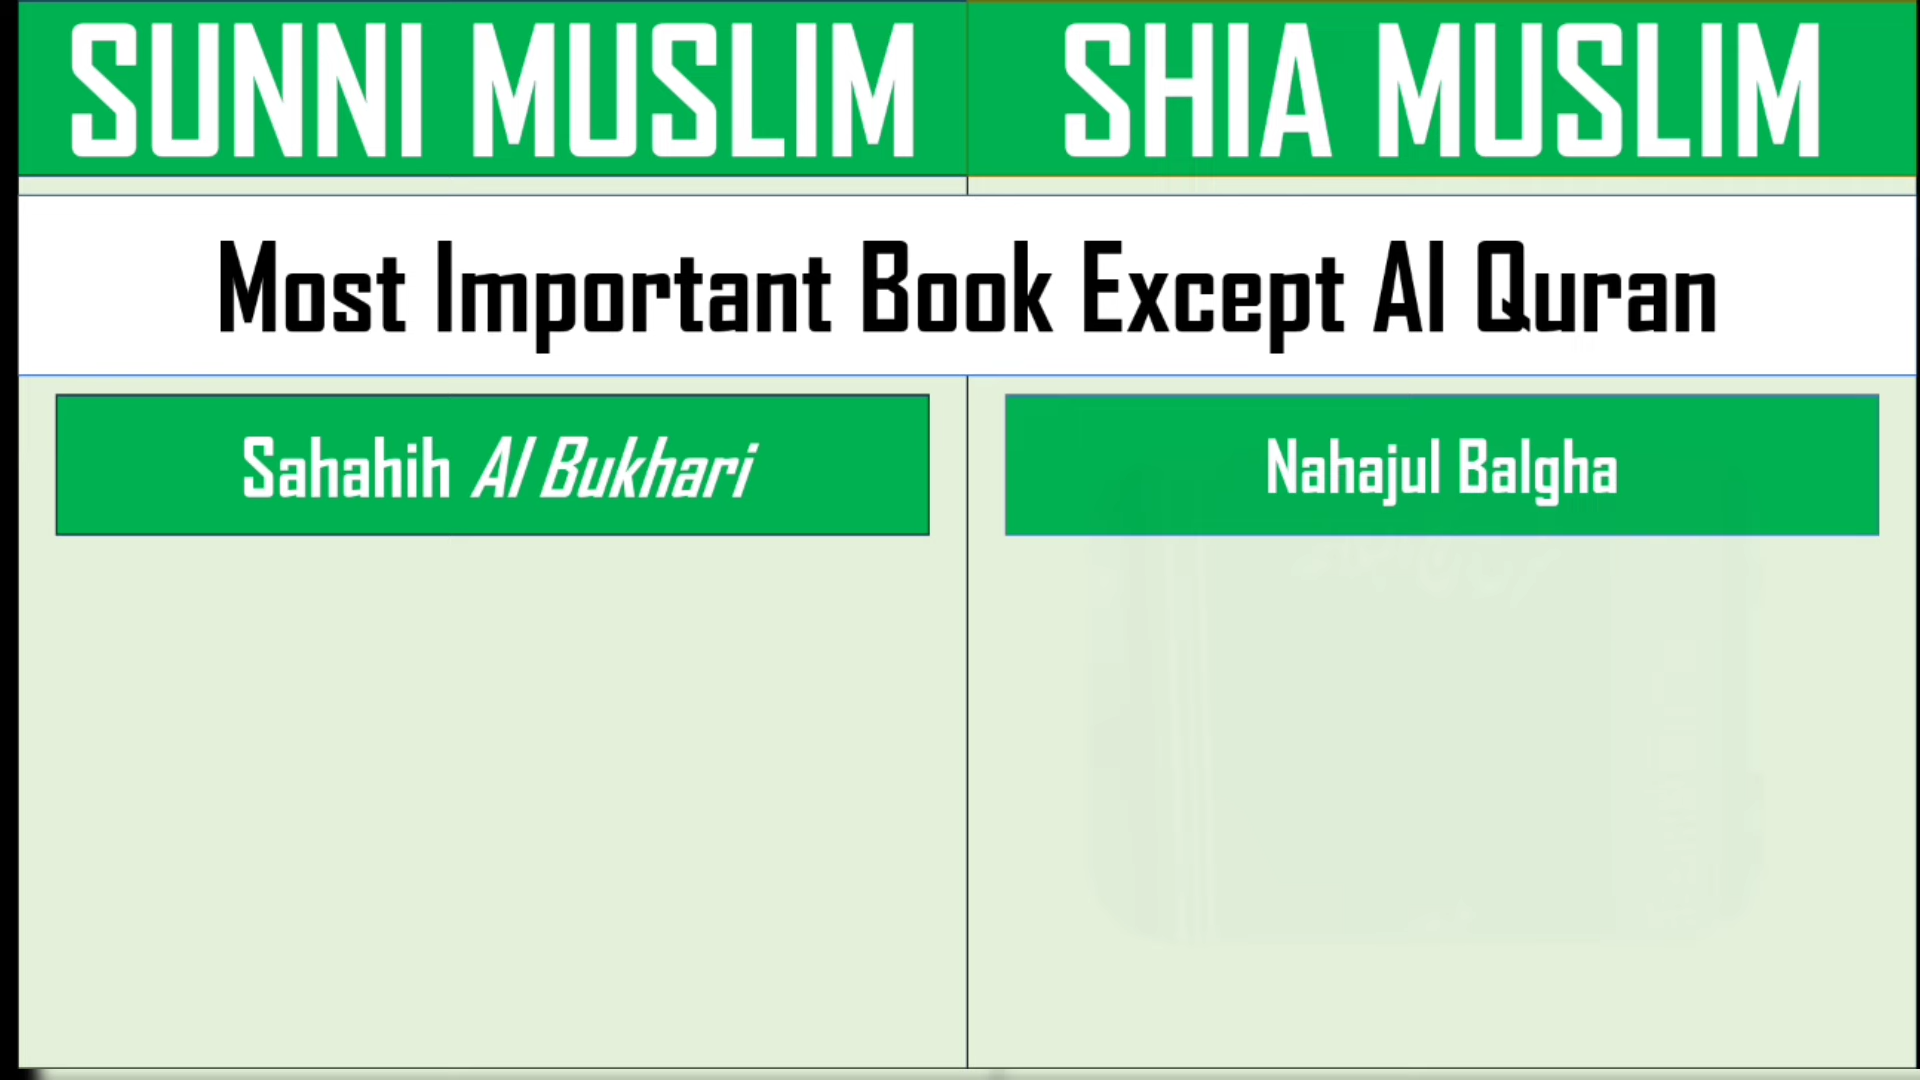 SUNNI MUSLIM
SHIA MUSLIM
Most Important Book Except Al Quran
Sahahih Al Bukhari
Nahajul Balgha